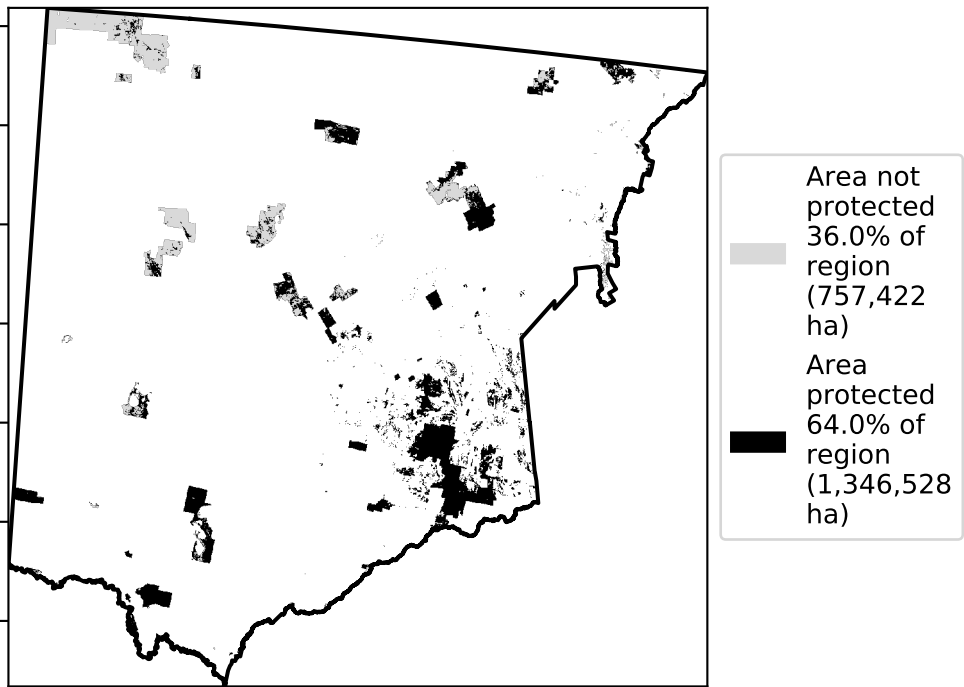 Area not
protected
36.0% of
region
(757,422
ha)
Area
protected
64.0% of
region
(1,346,528
ha)